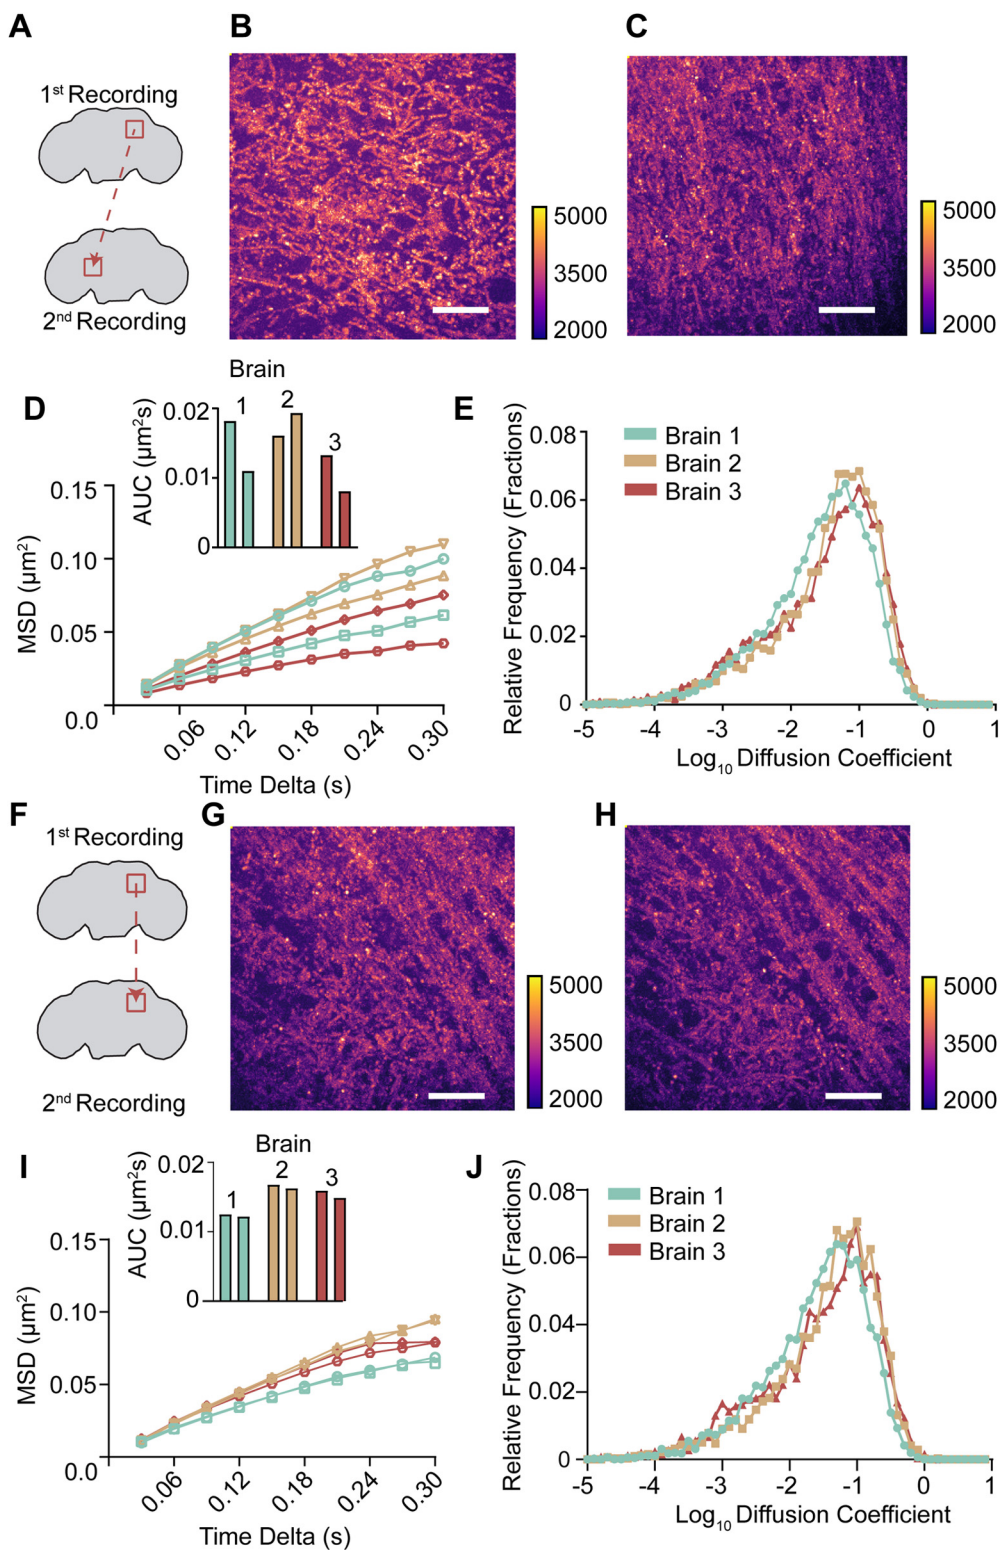 A
B
C
1st Recording
2nd Recording
5000
3500
2000
5000
3500
2000
D
Brain
AUC (µm2s)
0.02
0.01
0
1
2
3
MSD (µm2)
0.15
0.10
0.05
0.0
0.06
0.12
0.18
0.24
0.30
Time Delta (s)
E
Relative Frequency (Fractions)
0.08
0.06
0.04
0.02
0
Brain 1
Brain 2
Brain 3
-5
-4
-3
-2
-1
0
1
Log10 Diffusion Coefficient
F
G
H
1st Recording
2nd Recording
5000
3500
2000
5000
3500
2000
I
Brain
AUC (µm2s)
0.02
0.01
0
1
2
3
MSD (µm2)
0.15
0.10
0.05
0.0
0.06
0.12
0.18
0.24
0.30
Time Delta (s)
J
Relative Frequency (Fractions)
0.08
0.06
0.04
0.02
0
Brain 1
Brain 2
Brain 3
-5
-4
-3
-2
-1
0
1
Log10 Diffusion Coefficient